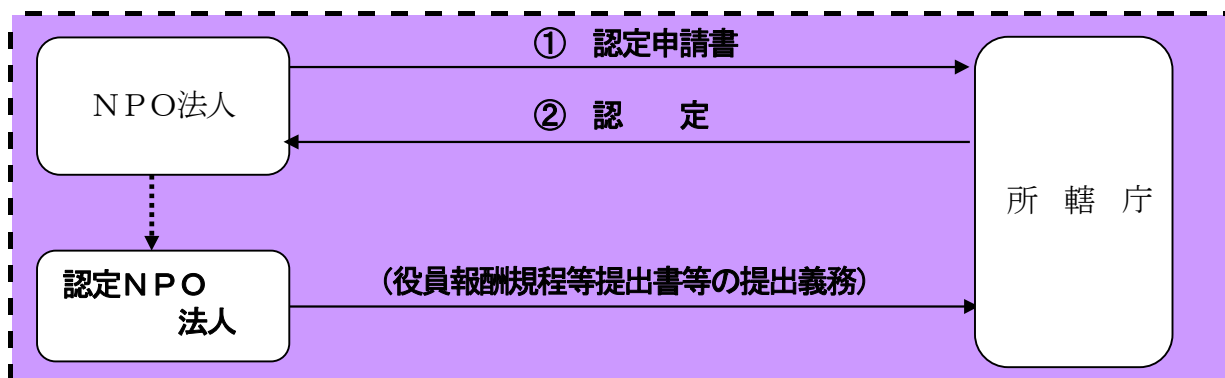 ① 認定申請書
NPO法人
② 認　　定
所　轄　庁
認定NPO
法人
(役員報酬規程等提出書等の提出義務)